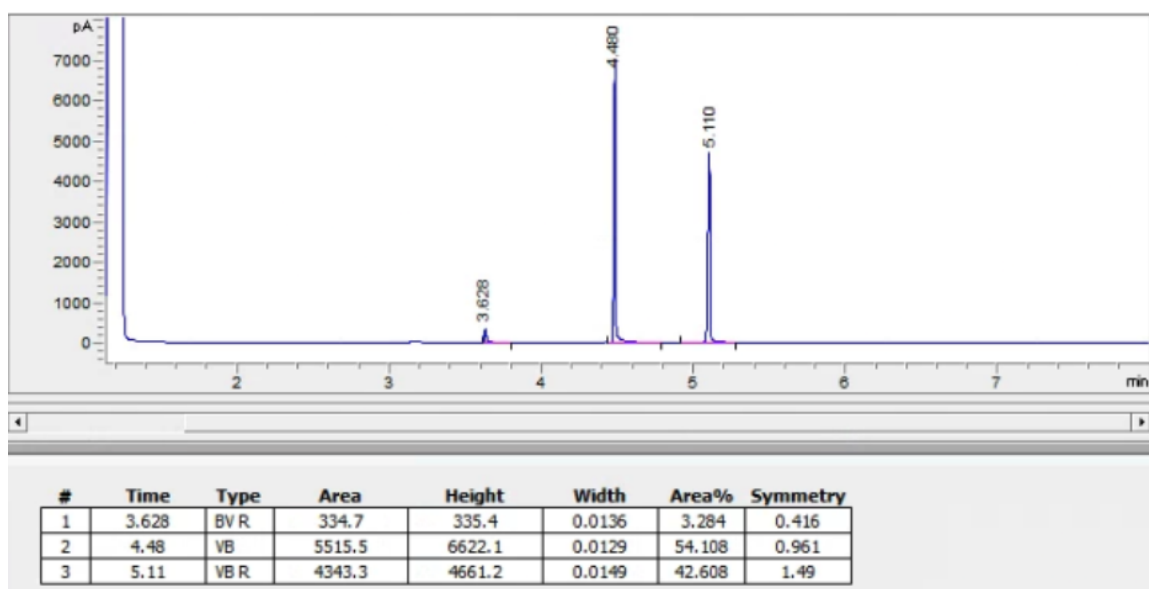 pA
7000
6000
5000
4000
3000
2000
1000
0
3.628
4.480
5.110
2 3 4 5 6 7 min
# Time Type Area Height Width Area% Symmetry
1 3.628 BV R 334.7 335.4 0.0136 3.284 0.416
2 4.48 VB 5515.5 6622.1 0.0129 54.108 0.961
3 5.11 VB R 4343.3 4661.2 0.0149 42.608 1.49